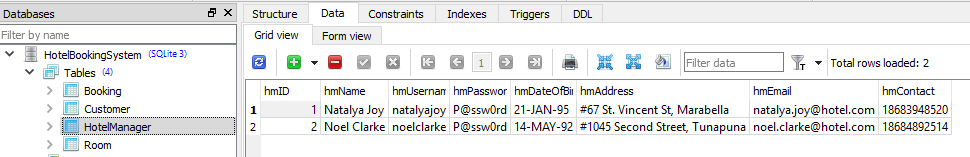 Databases
Filter by name
HotelBookingSystem (SQLite 3)
Tables (4)
Booking
Customer
HotelManager
Room
Structure Data Constraints Indexes Triggers DDL
Grid view Form view
1 Filter data Total rows loaded: 2
hmID hmName hmUsernam hmPasswor hmDateOfBi hmAddress hmEmail hmContact
1 1 Natalya Joy natalyajoy P@ssw0rd 21-JAN-95 #67 St. Vincent St, Marabella natalya.joy@hotel.com 18683948520
2 2 Noel Clarke noelclarke P@ssw0rd 14-MAY-92 #1045 Second Street, Tunapuna noel.clarke@hotel.com 18684892514